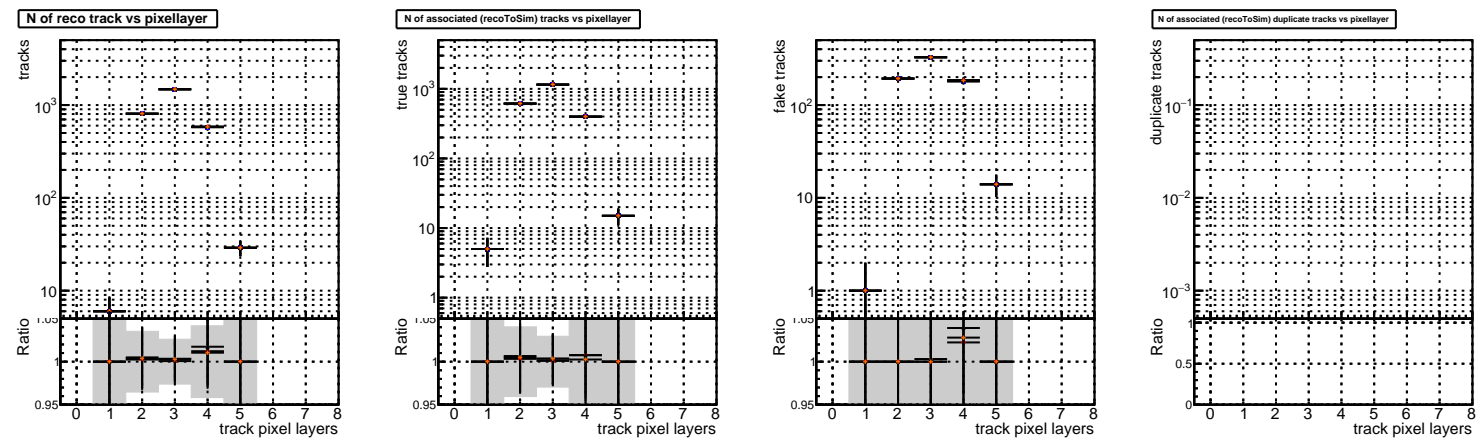 N of reco track vs pixellayer
tracks
10³
10²
10
Ratio
1.05
1
0.95
0 1 2 3 4 5 6 7 8
track pixel layers
N of associated (recoToSim) tracks vs pixellayer
true tracks
10³
10²
10
1
Ratio
1.05
1
0.95
0 1 2 3 4 5 6 7 8
track pixel layers
fake tracks
10²
10
1
Ratio
1.05
1
0.95
0 1 2 3 4 5 6 7 8
track pixel layers
N of associated (recoToSim) duplicate tracks vs pixellayer
duplicate tracks
10⁻¹
10⁻²
10⁻³
Ratio
1
0.5
0
0 1 2 3 4 5 6 7 8
track pixel layers